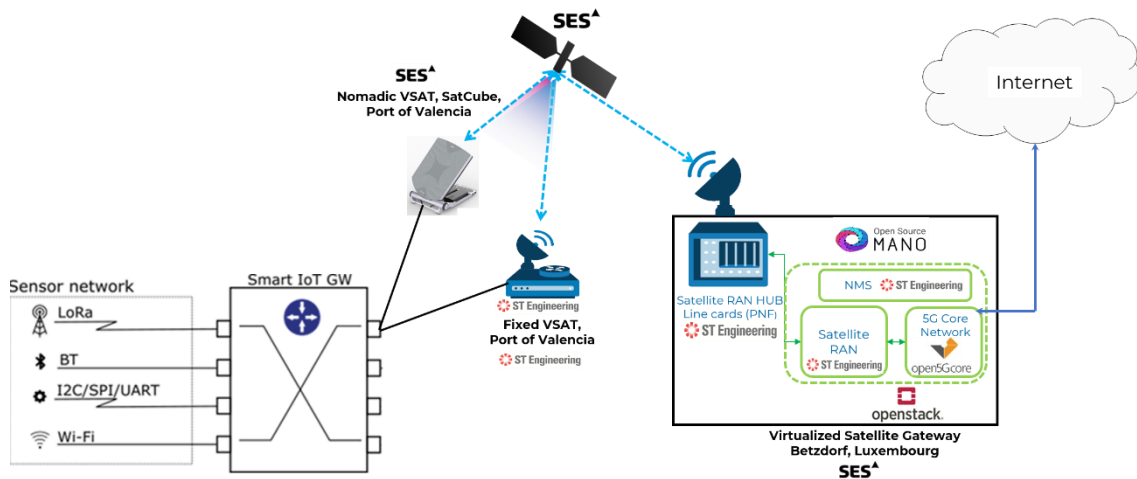 SES
SES
Nomadic VSAT, SatCube,
Port of Valencia
Internet
Open Source
MANO
Smart IoT GW
Sensor network
LoRa
BT
I2C/SPI/UART
Wi-Fi
ST Engineering
Fixed VSAT,
Port of Valencia
ST Engineering
Satellite RAN HUB
Line cards (PNF)
ST Engineering
NMS ST Engineering
Satellite
RAN
ST Engineering
5G Core
Network
open5Gcore
openstack.
Virtualized Satellite Gateway
Betzdorf, Luxembourg
SES